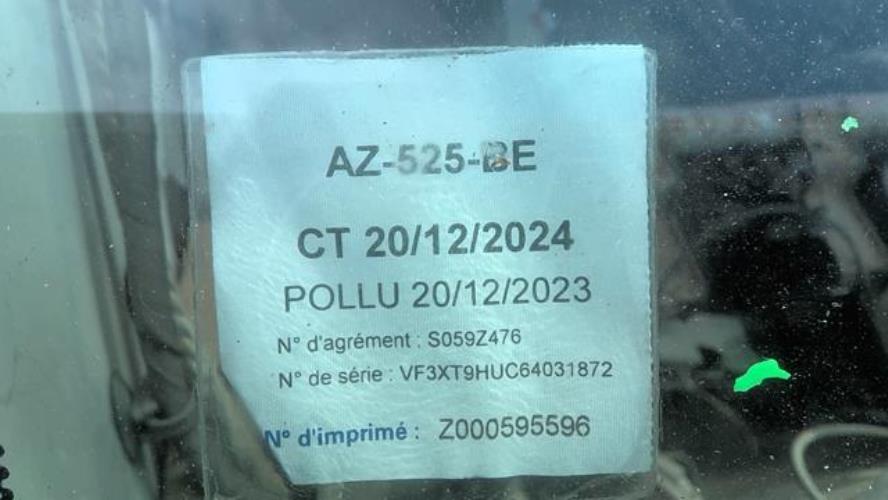 AZ-525-BE
CT 20/12/2024
POLLU 20/12/2023
N° d'agrément : S059Z476
N° de série : VF3XT9HUC64031872
N° d'imprimé : Z000595596